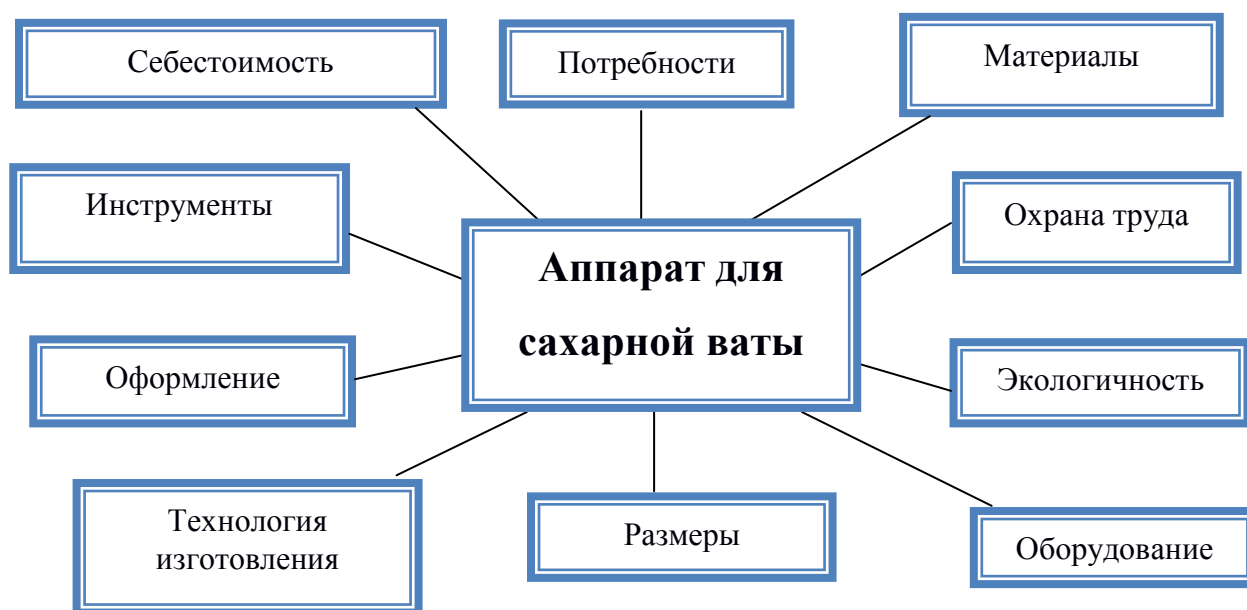 Себестоимость
Потребности
Материалы
Инструменты
Охрана труда
Аппарат для
сахарной ваты
Оформление
Экологичность
Технология
изготовления
Размеры
Оборудование